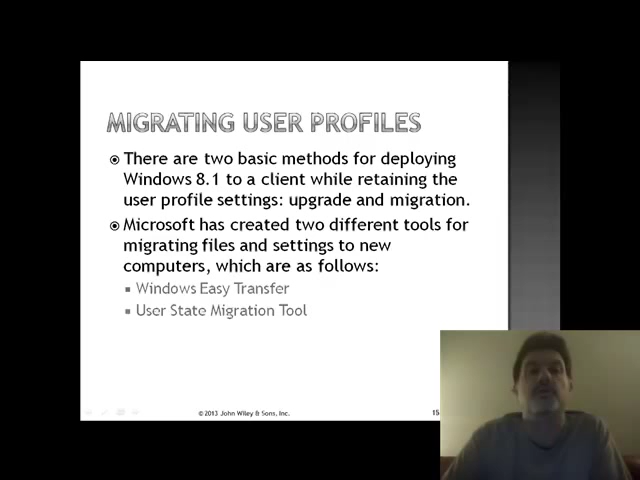 MIGRATING USER PROFILES
There are two basic methods for deploying
Windows 8.1 to a client while retaining the
user profile settings: upgrade and migration.
Microsoft has created two different tools for
migrating files and settings to new
computers, which are as follows:
Windows Easy Transfer
User State Migration Tool
© 2013 John Wiley & Sons, Inc.
15